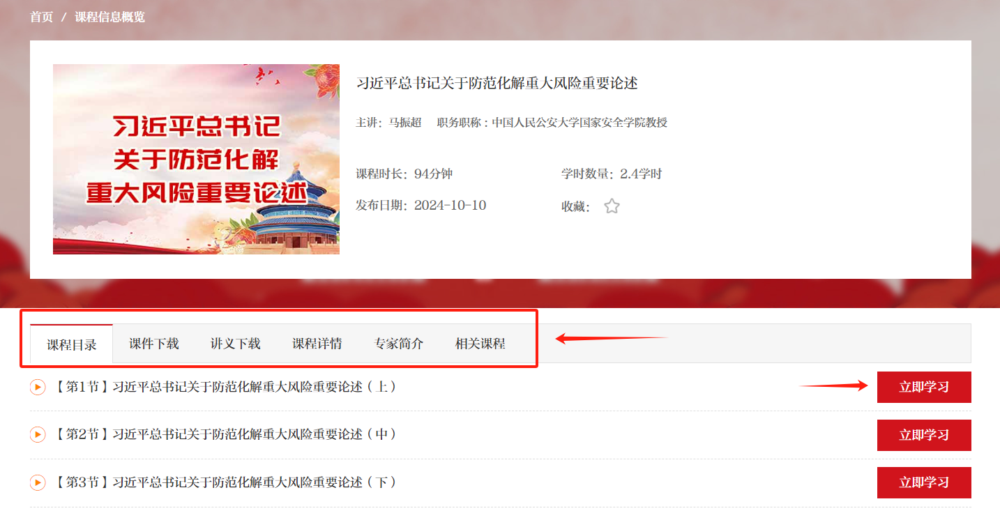 首页 / 课程信息概览
习近平总书记
关于防范化解
重大风险重要论述
习近平总书记关于防范化解重大风险重要论述
主讲：马振超 职务职称：中国人民公安大学国家安全学院教授
课程时长：94分钟 学时数量：2.4学时
发布日期：2024-10-10 收藏：
课程目录 课件下载 讲义下载 课程详情 专家简介 相关课程
【第1节】习近平总书记关于防范化解重大风险重要论述（上） 立即学习
【第2节】习近平总书记关于防范化解重大风险重要论述（中） 立即学习
【第3节】习近平总书记关于防范化解重大风险重要论述（下） 立即学习